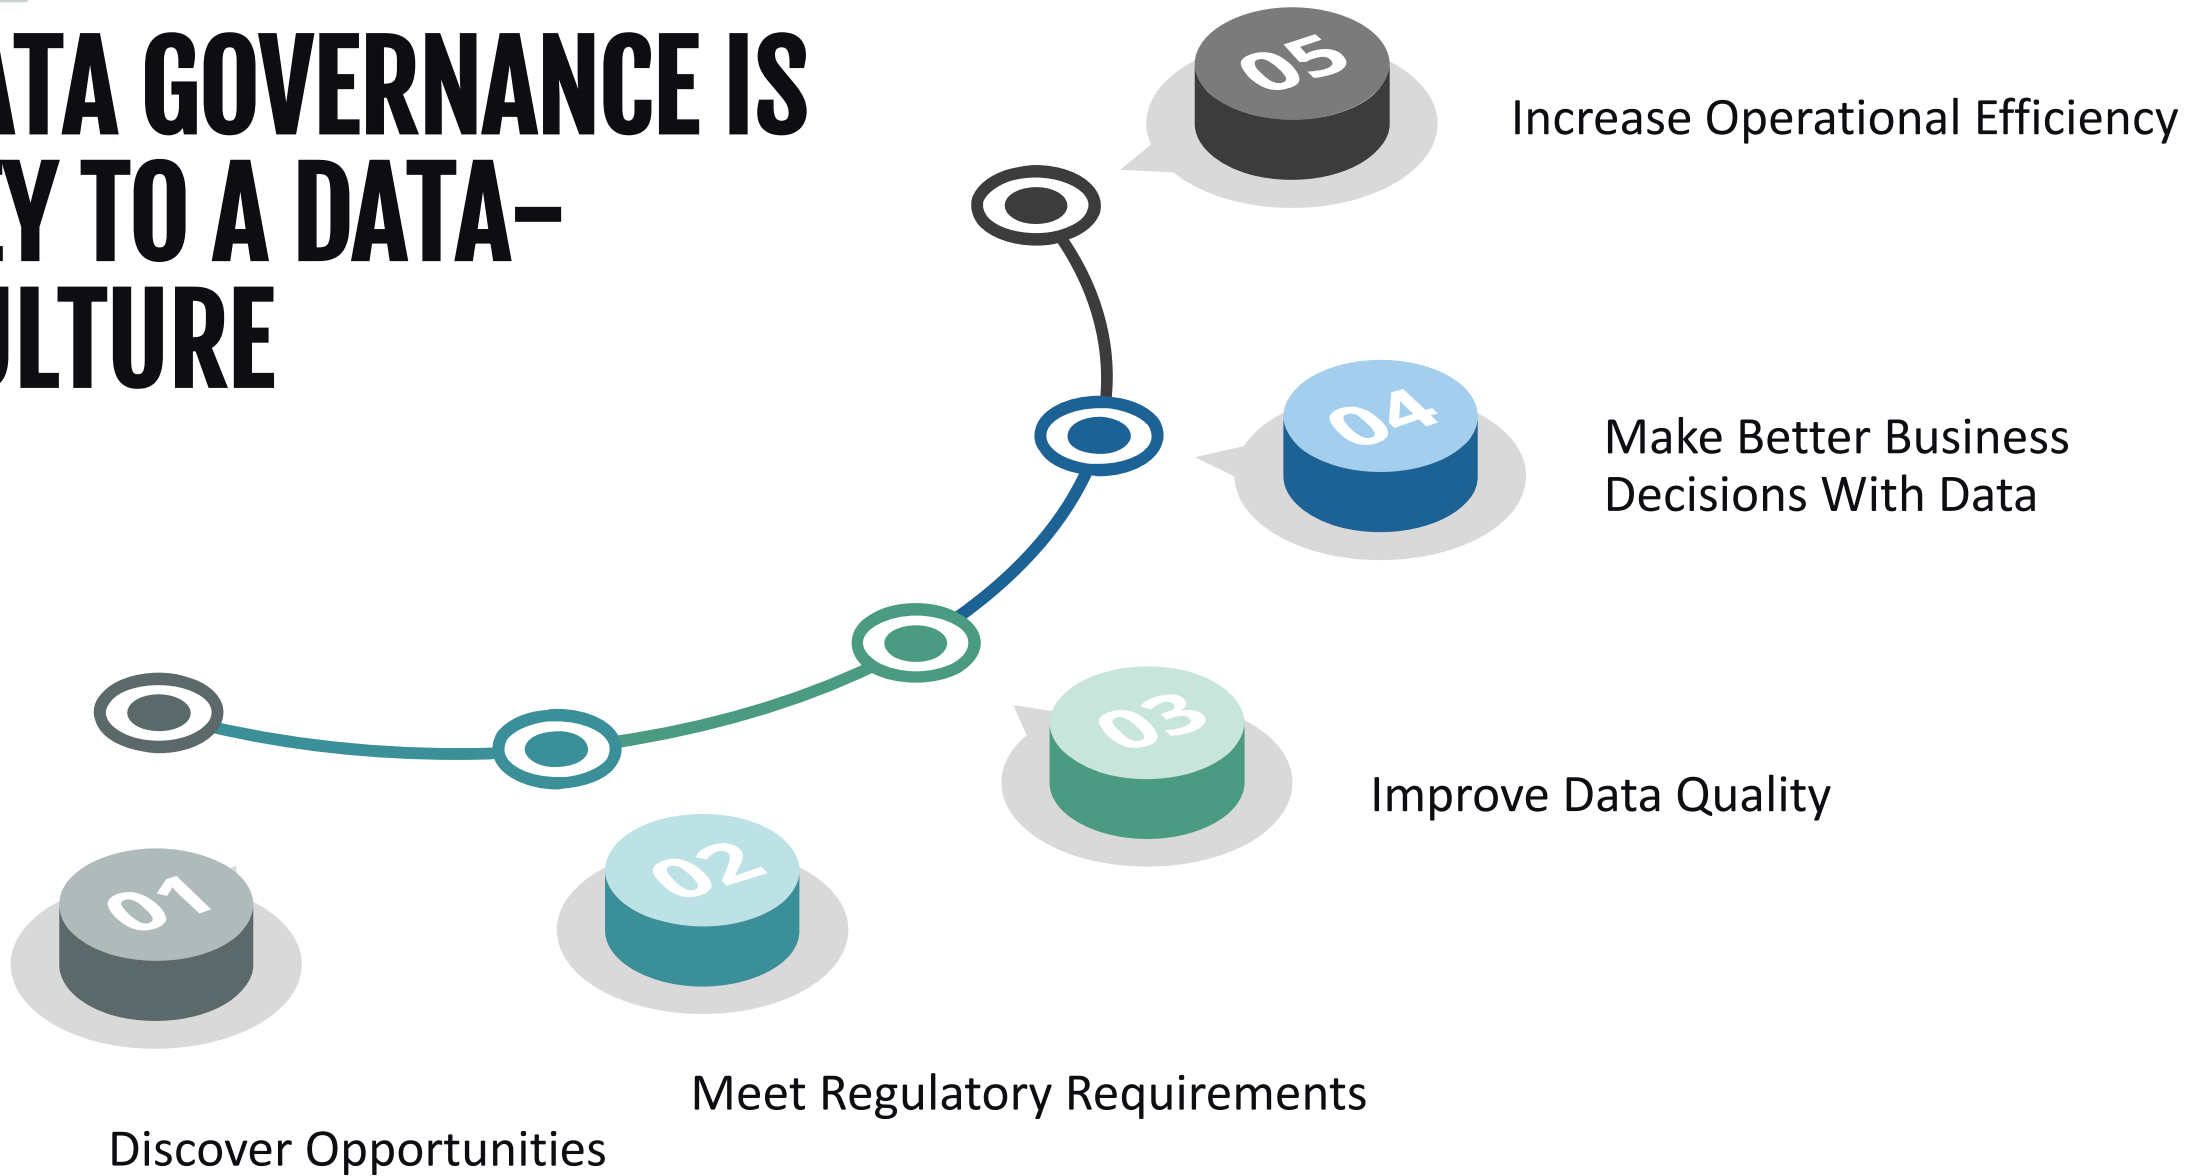 ATA GOVERNANCE IS
EY TO A DATA–
ULTURE
05
Increase Operational Efficiency
04
Make Better Business
Decisions With Data
03
Improve Data Quality
02
Meet Regulatory Requirements
01
Discover Opportunities